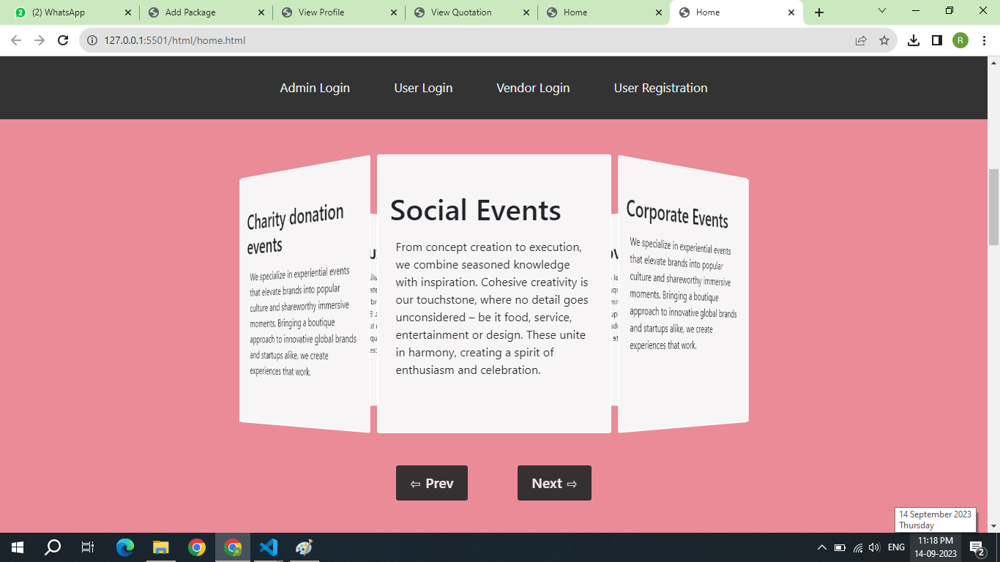 (2) WhatsApp
Add Package
View Profile
View Quotation
Home
Home
127.0.0.1:5501/html/home.html
R
Admin Login
User Login
Vendor Login
User Registration
Charity donation
events
We specialize in experiential events
that elevate brands into popular
culture and shareworthy immersive
moments. Bringing a boutique
approach to innovative global brands
and startups alike, we create
experiences that work.
Social Events
From concept creation to execution,
we combine seasoned knowledge
with inspiration. Cohesive creativity is
our touchstone, where no detail goes
unconsidered – be it food, service,
entertainment or design. These unite
in harmony, creating a spirit of
enthusiasm and celebration.
Corporate Events
We specialize in experiential events
that elevate brands into popular
culture and shareworthy immersive
moments. Bringing a boutique
approach to innovative global brands
and startups alike, we create
experiences that work.
⇦ Prev
Next ⇨
14 September 2023
Thursday
ENG
11:18 PM
14-09-2023
2